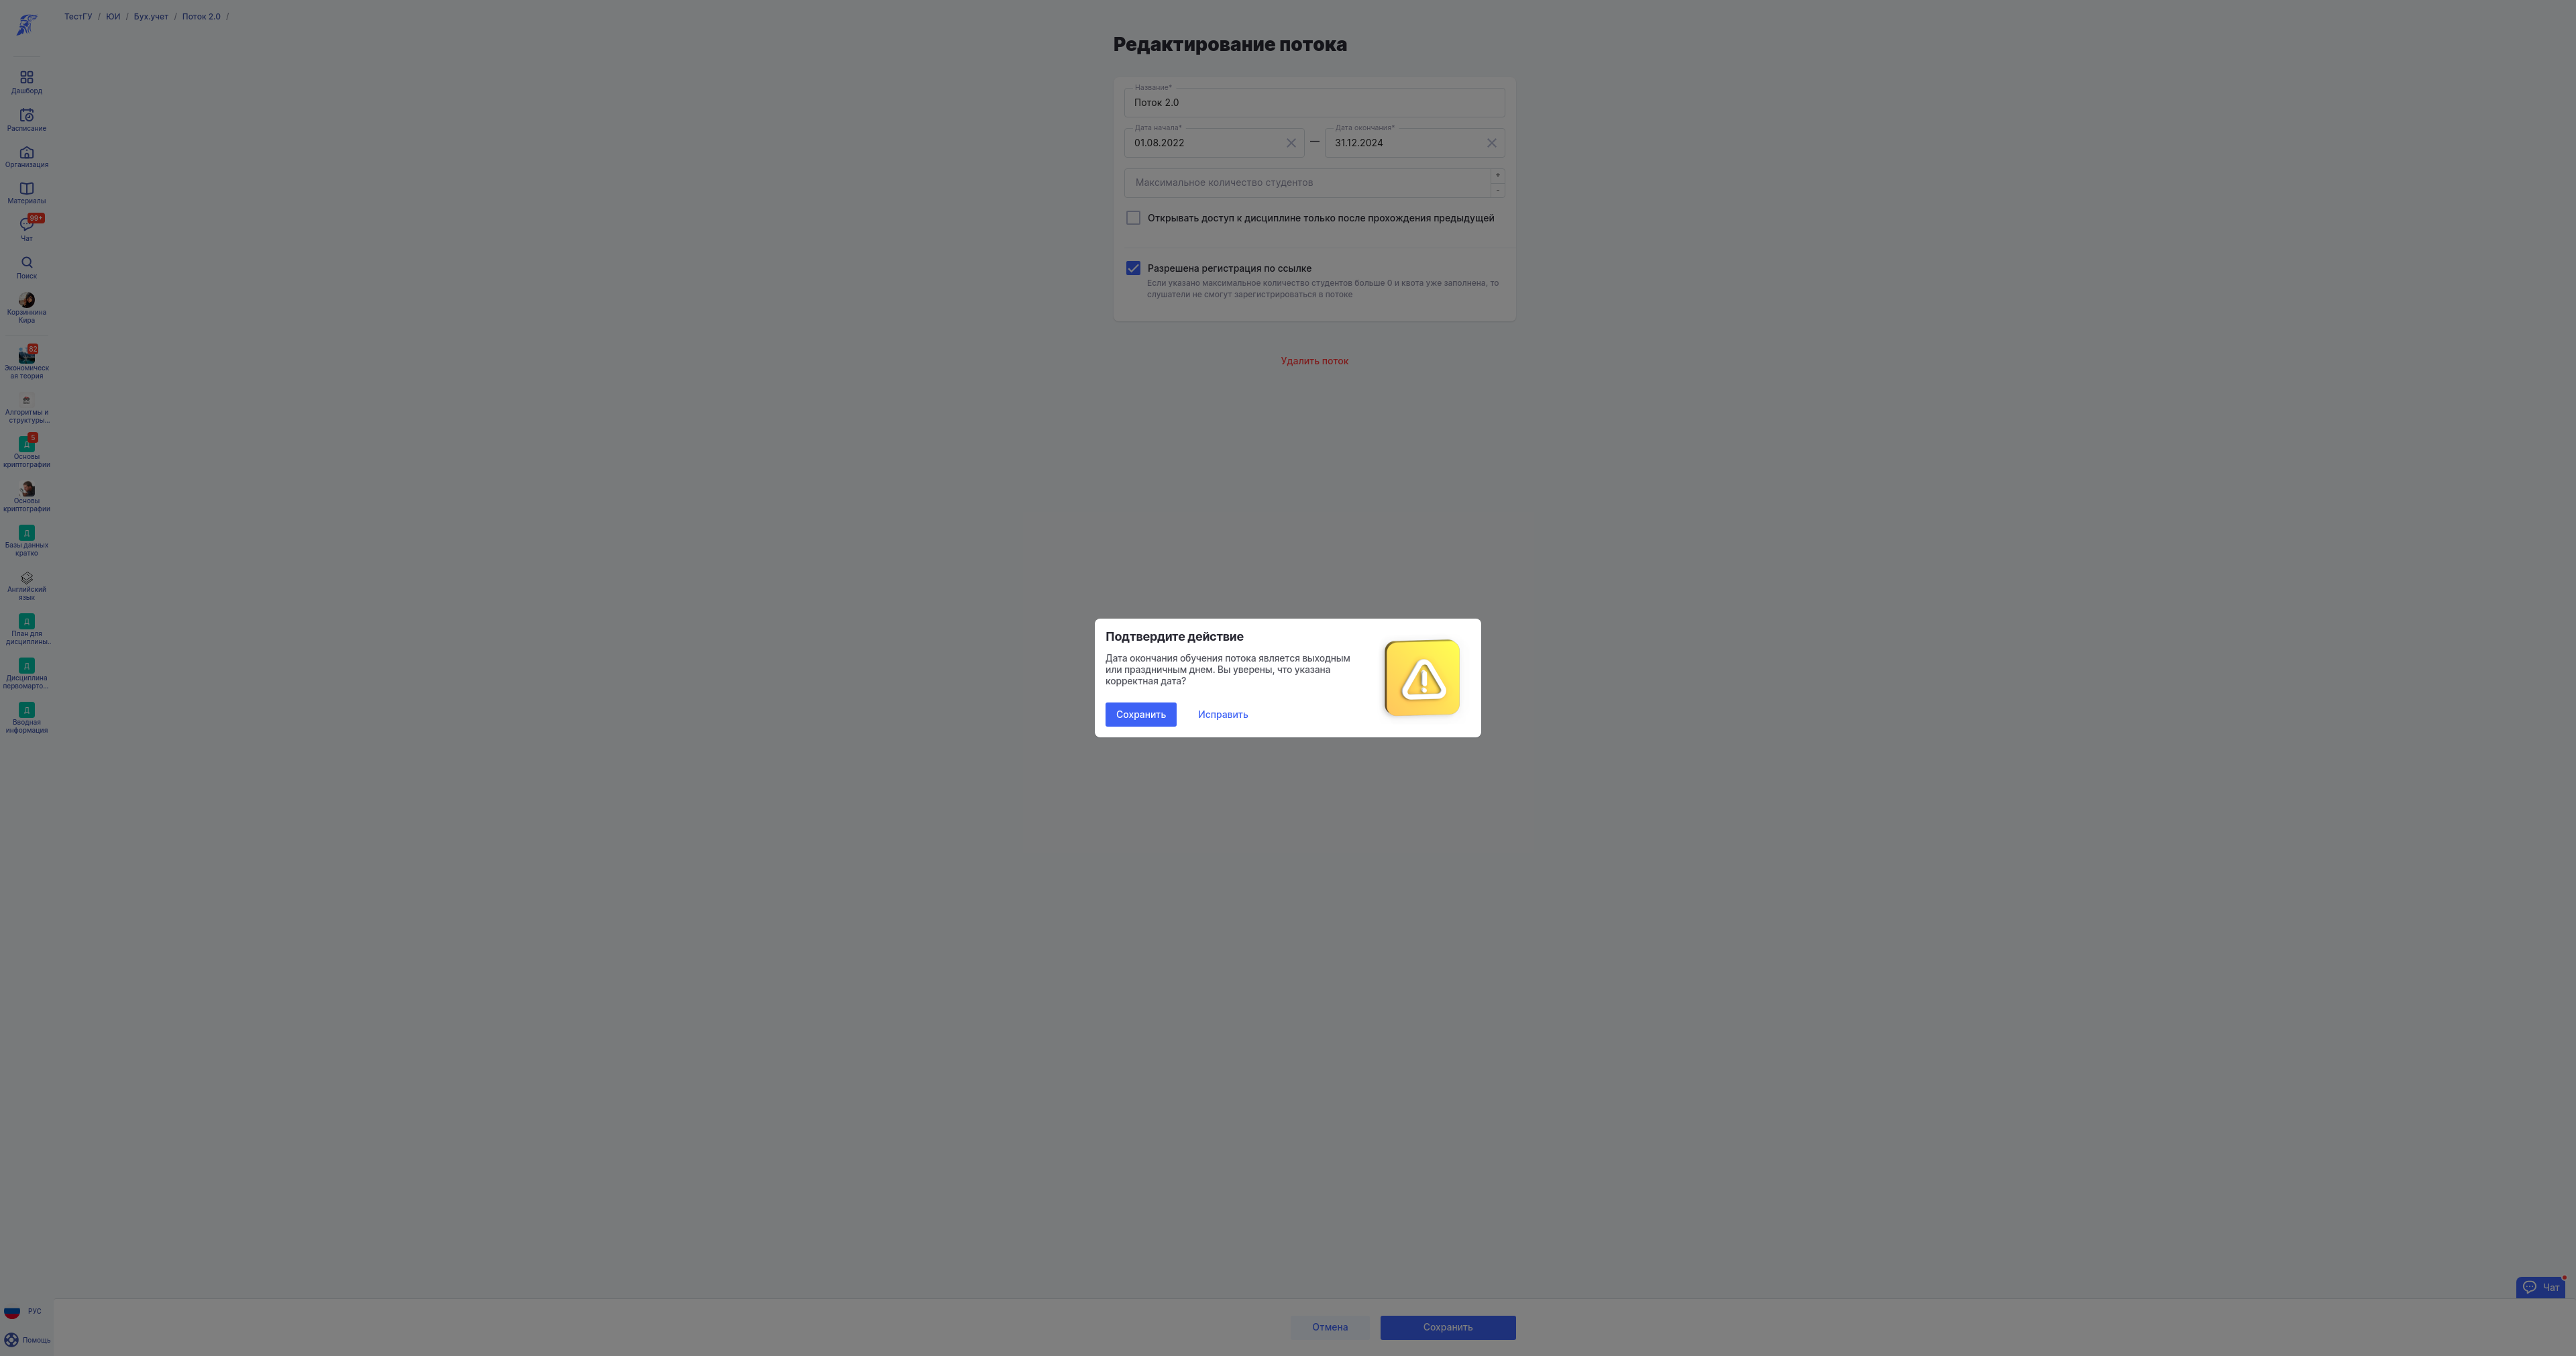 ТестГУ / ЮИ / Бух.учет / Поток 2.0 /
Редактирование потока
Дашборд
Расписание
Организация
Материалы
99+
Чат
Поиск
Корзинкина
Кира
82
Экономическ
ая теория
Алгоритмы и
структуры...
5
Д
Основы
криптографии
Основы
криптографии
Д
Базы данных
кратко
Английский
язык
Д
План для
дисциплины..
Д
Дисциплина
первомарто...
Д
Вводная
информация
РУС
Помощь
Название*
Поток 2.0
Дата начала*
01.08.2022
—
Дата окончания*
31.12.2024
Максимальное количество студентов
+
-
Открывать доступ к дисциплине только после прохождения предыдущей
Разрешена регистрация по ссылке
Если указано максимальное количество студентов больше 0 и квота уже заполнена, то
слушатели не смогут зарегистрироваться в потоке
Удалить поток
Подтвердите действие
Дата окончания обучения потока является выходным
или праздничным днем. Вы уверены, что указана
корректная дата?
Сохранить
Исправить
Чат
Отмена
Сохранить